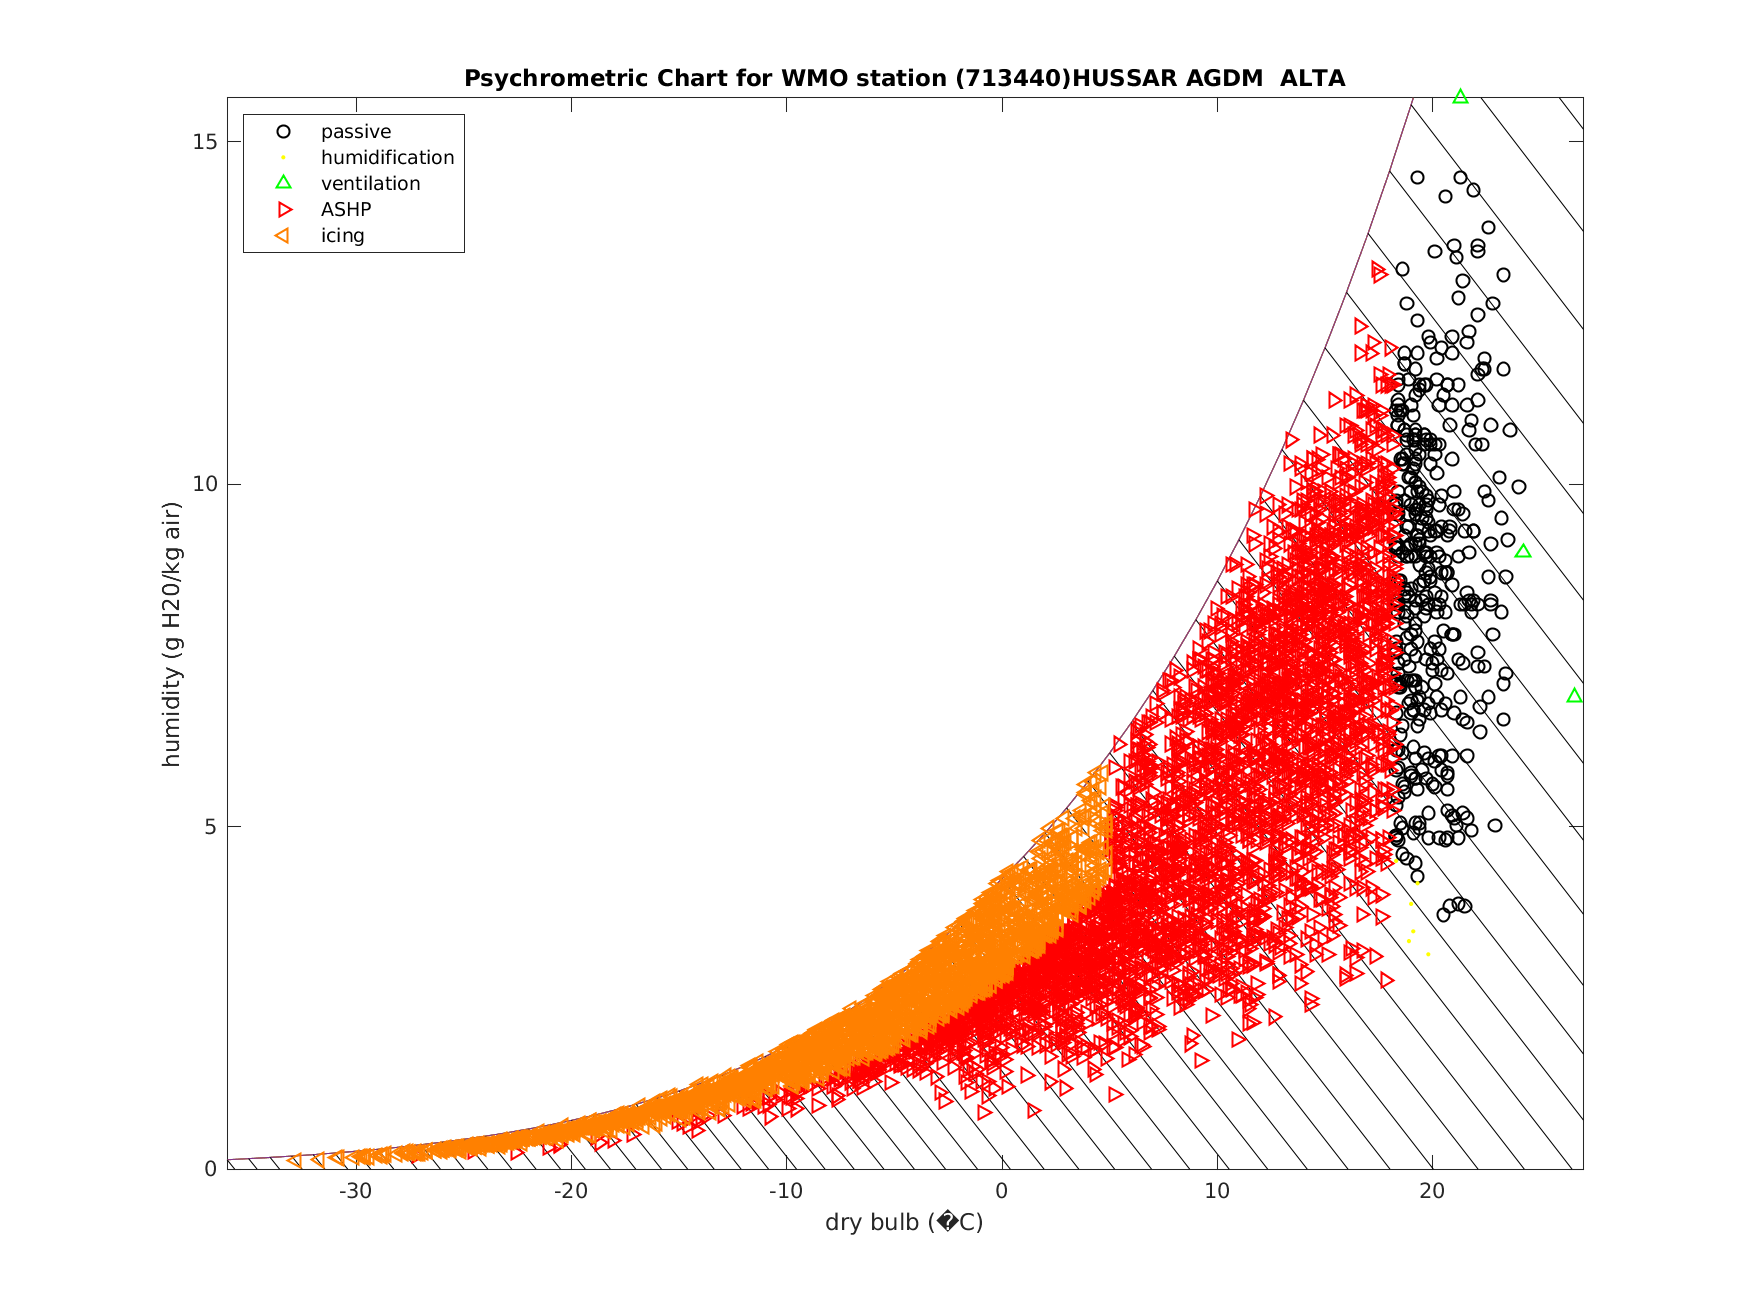 Psychrometric Chart for WMO station (713440)HUSSAR AGDM  ALTA
passive
humidification
ventilation
ASHP
icing
15
10
5
0
humidity (g H20/kg air)
-30 -20 -10 0 10 20
dry bulb (�C)